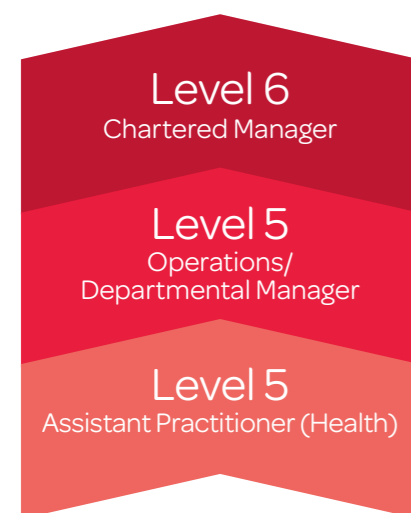 Level 6
Chartered Manager
Level 5
Operations/
Departmental Manager
Level 5
Assistant Practitioner (Health)